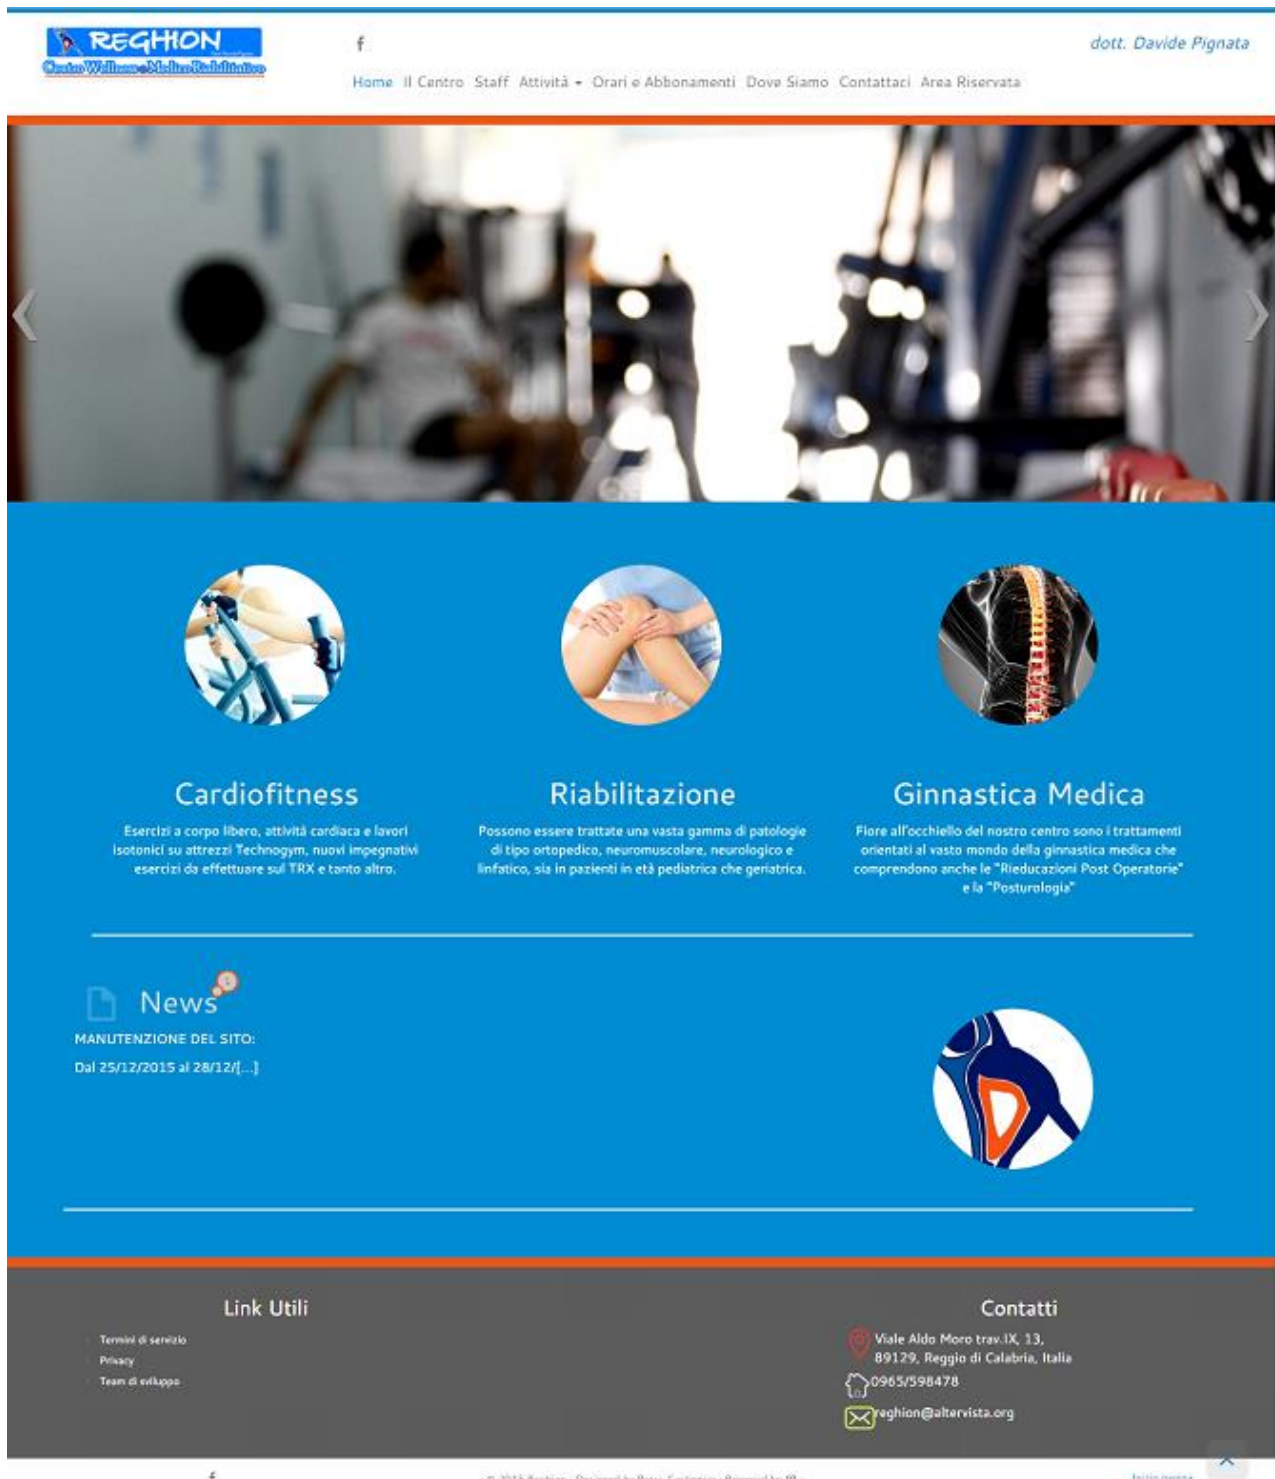 REGHION
Centro Wellness e Medico Riabilitativo
dott. Davide Pignata
Home Il Centro Staff Attività Orari e Abbonamenti Dove Siamo Contattaci Area Riservata
Cardiofitness
Esercizi a corpo libero, attività cardiaca e lavori
isotonici su attrezzi Technogym, nuovi impegnativi
esercizi da effettuare sul TRX e tanto altro.
Riabilitazione
Possono essere trattate una vasta gamma di patologie
di tipo ortopedico, neuromuscolare, neurologico e
linfatico, sia in pazienti in età pediatrica che geriatrica.
Ginnastica Medica
Fiore all'occhiello del nostro centro sono i trattamenti
orientati al vasto mondo della ginnastica medica che
comprendono anche le "Rieducazioni Post Operatorie"
e la "Posturologia"
News
MANUTENZIONE DEL SITO:
Dal 25/12/2015 al 28/12/[...]
Link Utili
Termini di servizio
Privacy
Team di sviluppo
Contatti
Viale Aldo Moro trav.IX, 13,
89129, Reggio di Calabria, Italia
0965/598478
reghion@altervista.org